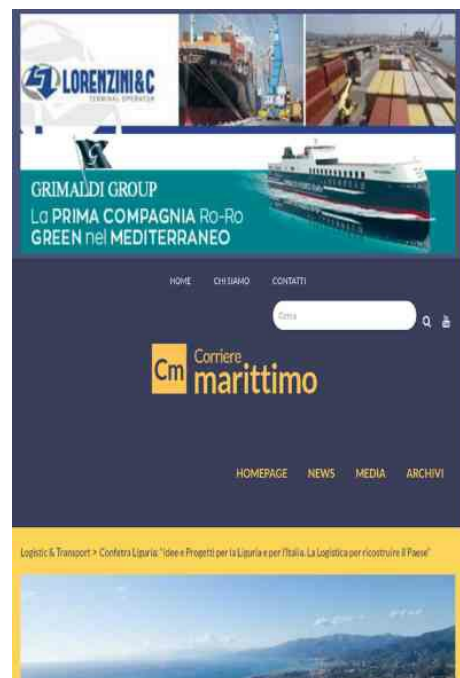 LORENZINI & C
TERMINAL OPERATOR
GRIMALDI GROUP
La PRIMA COMPAGNIA Ro-Ro
GREEN nel MEDITERRANEO
HOME CHI SIAMO CONTATTI
Cerca
Cm Corriere
marittimo
HOMEPAGE NEWS MEDIA ARCHIVI
Logistic & Transport > Confetra Liguria: "Idee e Progetti per la Liguria e per l'Italia. La Logistica per ricostruire il Paese"